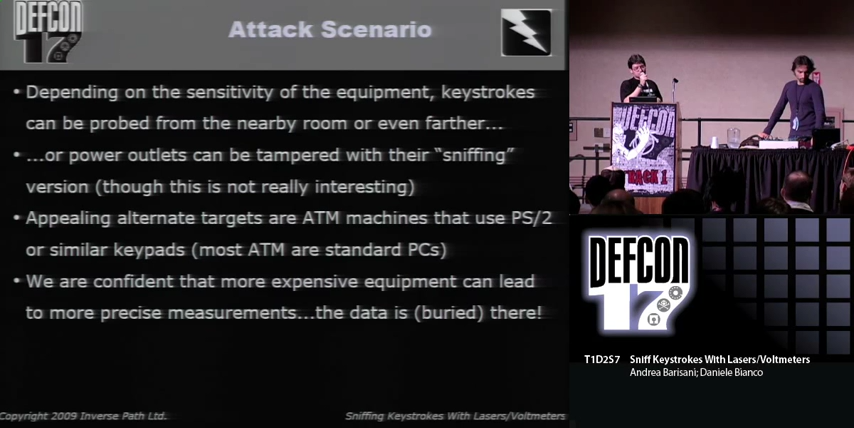 DEFCON
17
Attack Scenario
• Depending on the sensitivity of the equipment, keystrokes
can be probed from the nearby room or even farther...
• ...or power outlets can be tampered with their “sniffing”
version (though this is not really interesting)
• Appealing alternate targets are ATM machines that use PS/2
or similar keypads (most ATM are standard PCs)
• We are confident that more expensive equipment can lead
to more precise measurements...the data is (buried) there!
Copyright 2009 Inverse Path Ltd.
Sniffing Keystrokes With Lasers/Voltmeters
DEFCON
TRACK 1
DEFCON
17
T1D2S7 Sniff Keystrokes With Lasers/Voltmeters
Andrea Barisani; Daniele Bianco